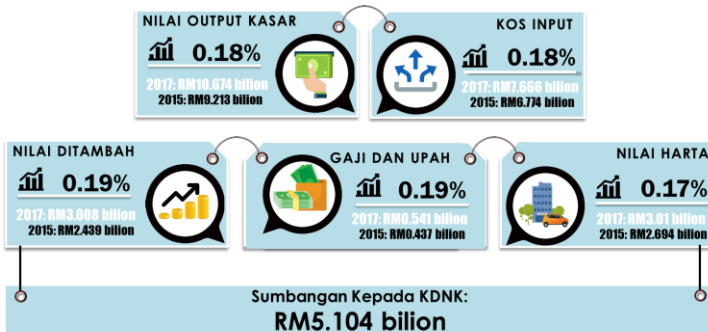 NILAI OUTPUT KASAR
0.18%
2017: RM10.674 bilion
2015: RM9.213 bilion
KOS INPUT
0.18%
2017: RM7.666 bilion
2015: RM6.774 bilion
NILAI DITAMBAH
0.19%
2017: RM3.008 bilion
2015: RM2.439 bilion
GAJI DAN UPAH
0.19%
2017: RM0.541 bilion
2015: RM0.437 bilion
NILAI HARTA
0.17%
2017: RM3.01 bilion
2015: RM2.694 bilion
Sumbangan Kepada KDNK:
RM5.104 bilion